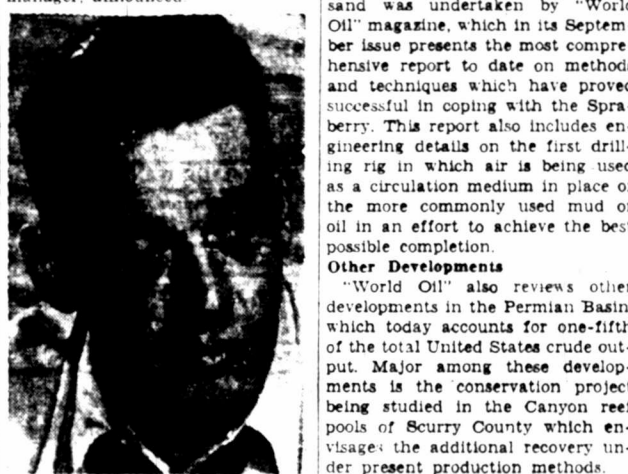 manager, announced.
sand was undertaken by "World
Oil" magazine, which in its Septem
ber issue presents the most compre
hensive report to date on method
and techniques which have proved
successful in coping with the Spra
berry. This report also includes en
gineering details on the first drill-
ing rig in which air is being used
as a circulation medium in place o
the more commonly used mud o
oil in an effort to achieve the bes
possible completion.
Other Developments
"World Oil" also reviews other
developments in the Permian Basin
which today accounts for one-fifth
of the total United States crude out-
put. Major among these develop-
ments is the conservation project
being studied in the Canyon reef
pools of Scurry County which en-
visages the additional recovery un-
der present production methods.